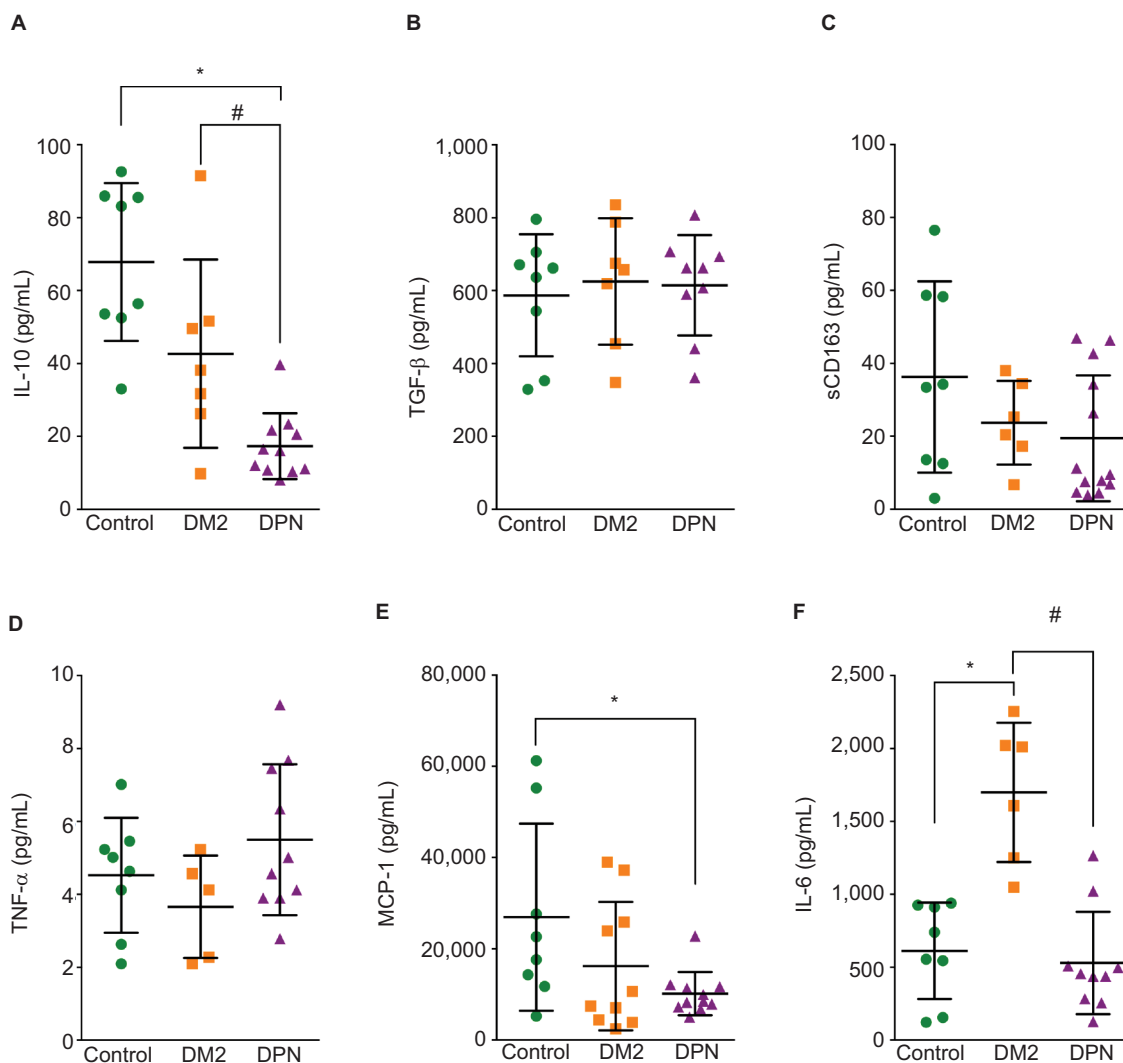 A
*
#
100
80
60
40
20
0
IL-10 (pg/mL)
Control DM2 DPN
B
1,000
800
600
400
200
0
TGF-β (pg/mL)
Control DM2 DPN
C
100
80
60
40
20
0
sCD163 (pg/mL)
Control DM2 DPN
D
10
8
6
4
2
0
TNF-α (pg/mL)
Control DM2 DPN
E
*
80,000
60,000
40,000
20,000
0
MCP-1 (pg/mL)
Control DM2 DPN
F
#
*
2,500
2,000
1,500
1,000
500
0
IL-6 (pg/mL)
Control DM2 DPN